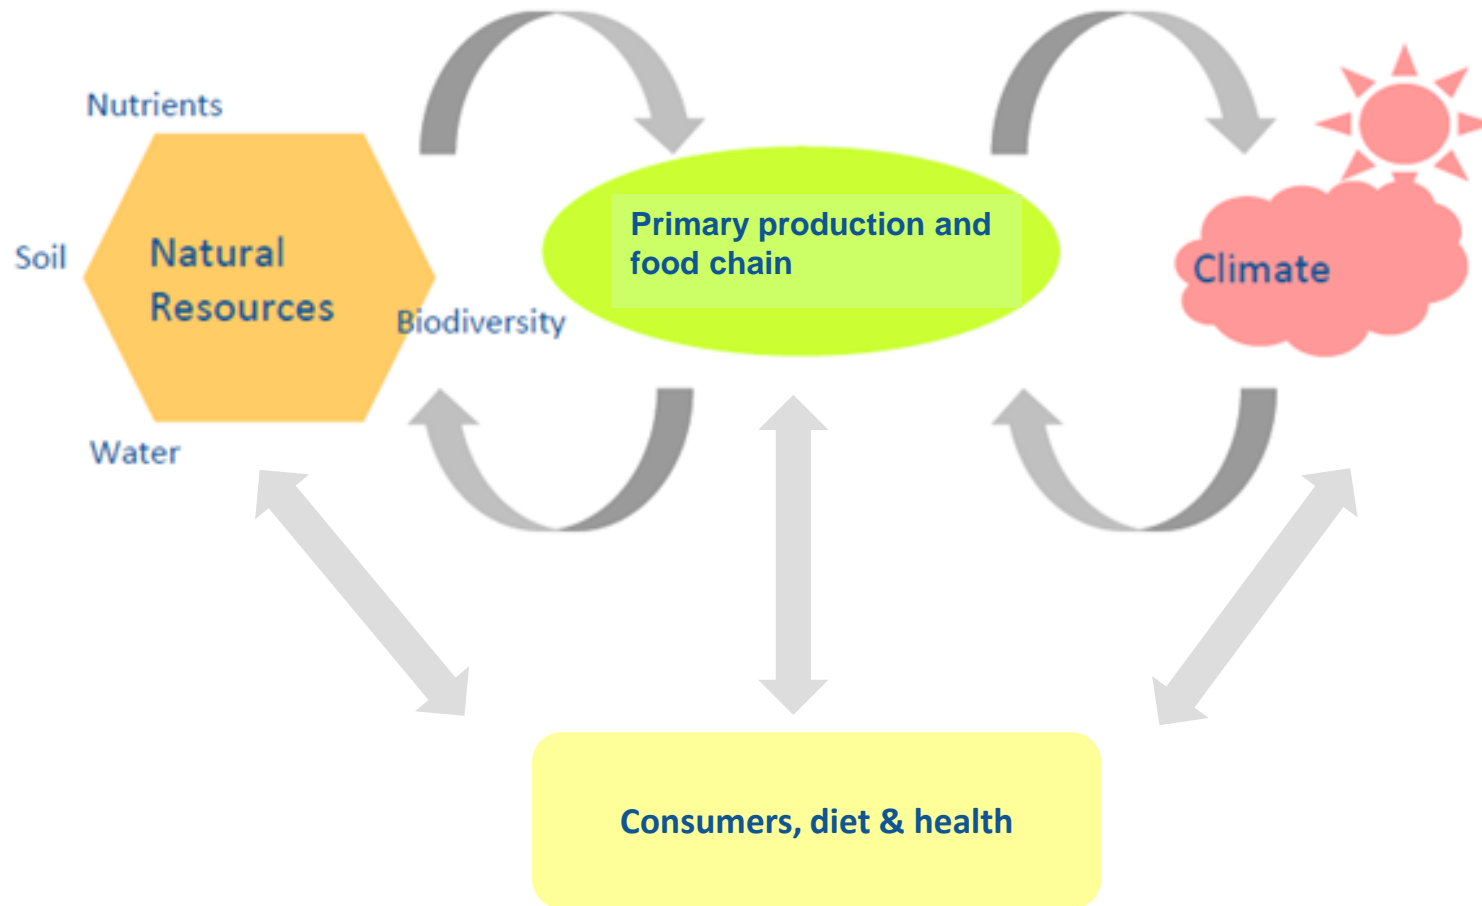 Nutrients
Soil
Natural
Resources
Biodiversity
Water
Primary production and
food chain
Climate
Consumers, diet & health